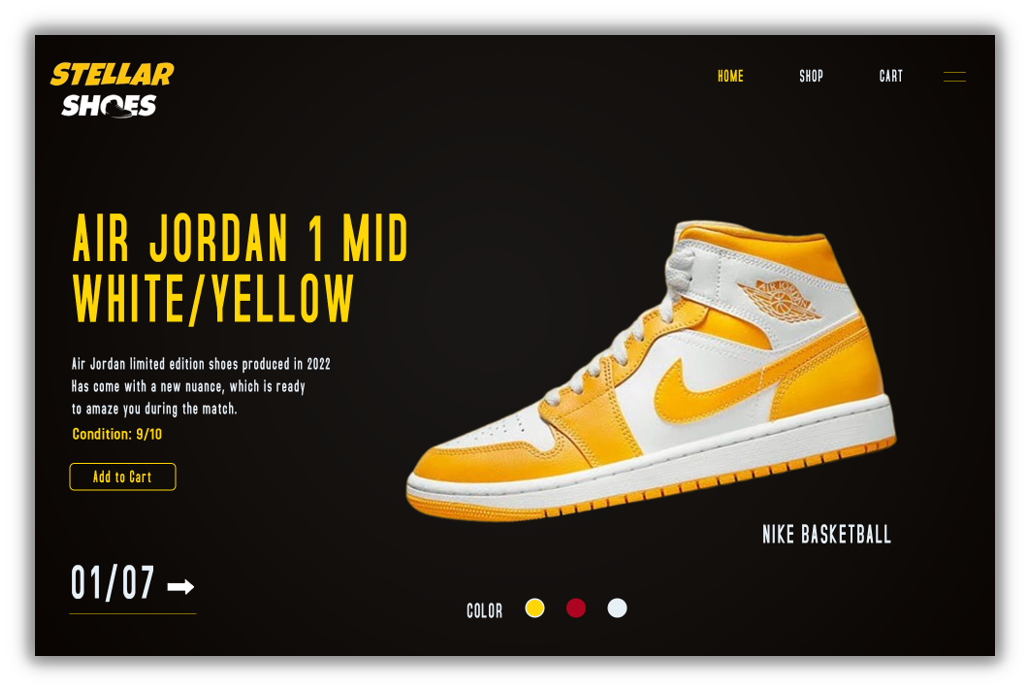 STELLAR
SHOES
HOME
SHOP
CART
AIR JORDAN 1 MID
WHITE/YELLOW
Air Jordan limited edition shoes produced in 2022
Has come with a new nuance, which is ready
to amaze you during the match.
Condition: 9/10
Add to Cart
AIR JORDAN
NIKE BASKETBALL
01/07
COLOR